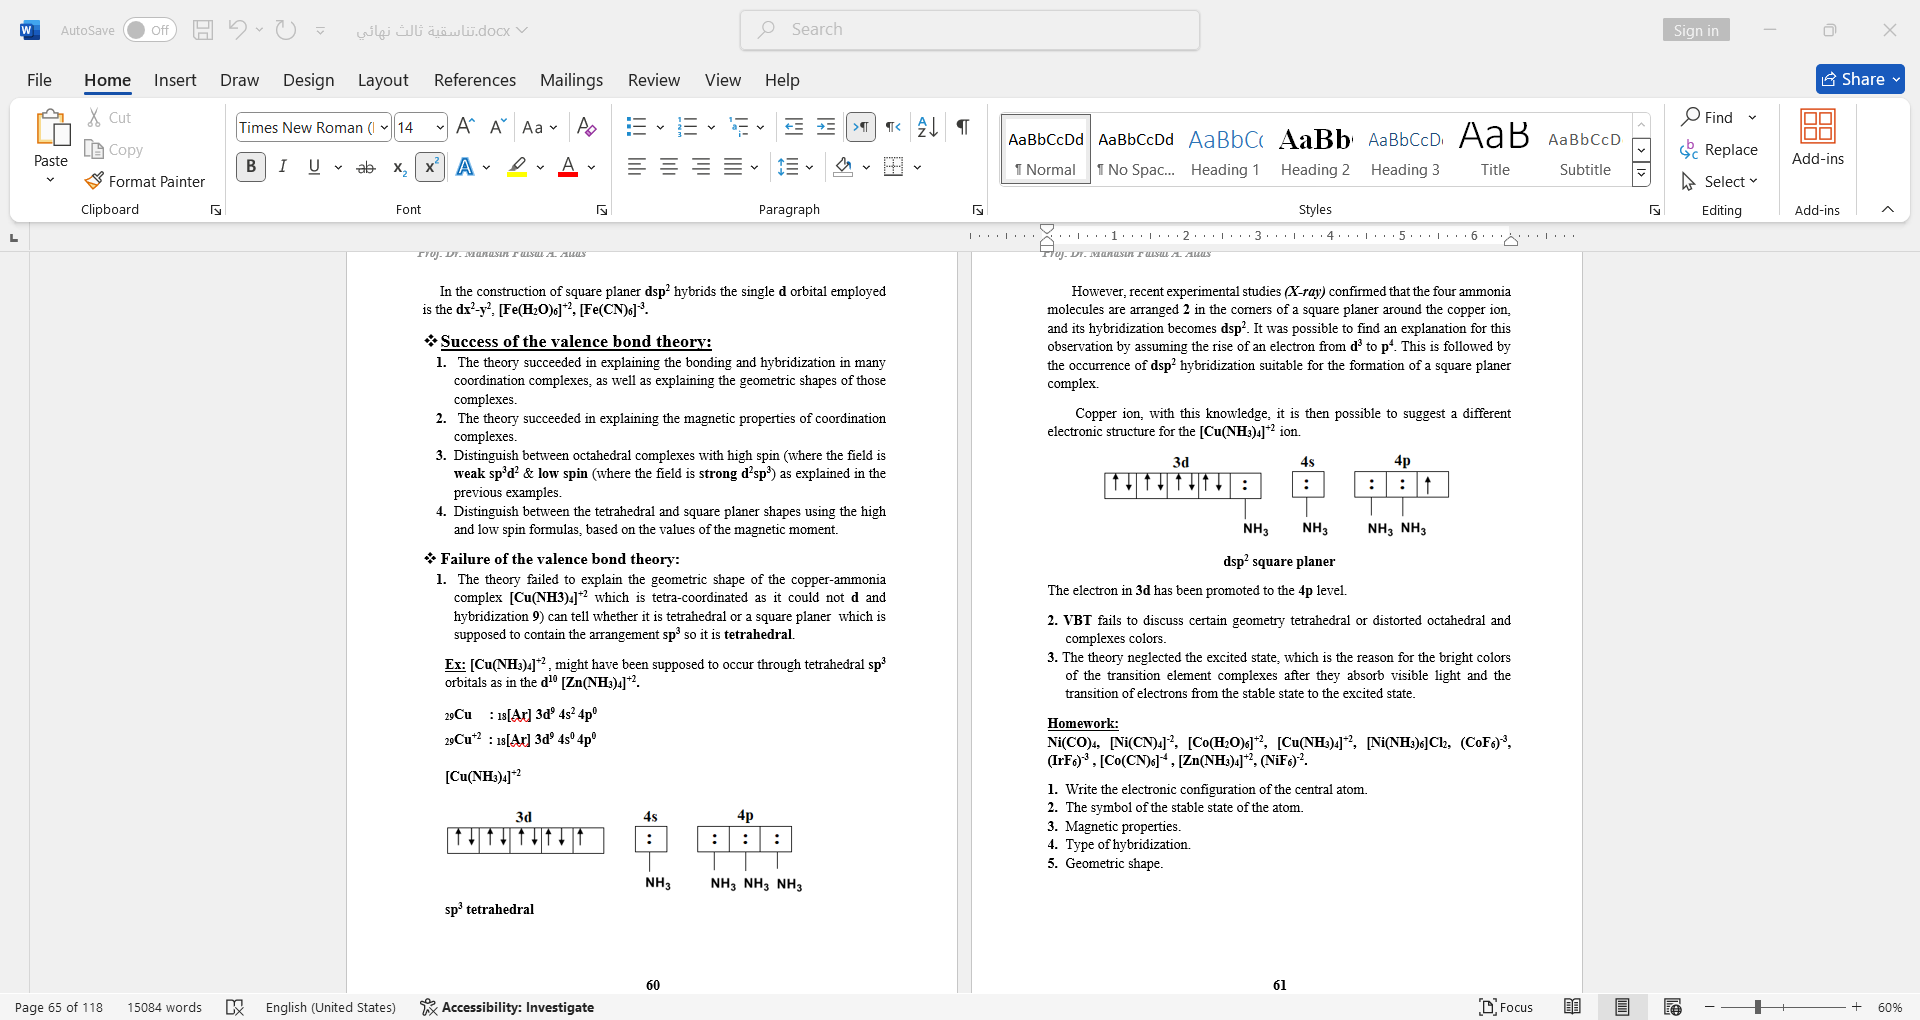 AutoSave Off تناسقية ثالث نهائي.docx Search Sign in
File Home Insert Draw Design Layout References Mailings Review View Help Share
Paste
Cut
Copy
Format Painter
Clipboard
Times New Roman ( 14
Font
Paragraph
AaBbCcDd AaBbCcDd AaBbC AaBb AaBbCcD AaB AaBbCcD
¶ Normal ¶ No Spac... Heading 1 Heading 2 Heading 3 Title Subtitle
Styles
Find
Replace
Select
Editing
Add-ins
Add-ins
1 2 3 4 5 6
In the construction of square planer dsp² hybrids the single d orbital employed
is the dx²-y², [Fe(H₂O)₆]⁺², [Fe(CN)₆]⁻³.
❖ Success of the valence bond theory:
1. The theory succeeded in explaining the bonding and hybridization in many
coordination complexes, as well as explaining the geometric shapes of those
complexes.
2. The theory succeeded in explaining the magnetic properties of coordination
complexes.
3. Distinguish between octahedral complexes with high spin (where the field is
weak sp³d² & low spin (where the field is strong d²sp³) as explained in the
previous examples.
4. Distinguish between the tetrahedral and square planer shapes using the high
and low spin formulas, based on the values of the magnetic moment.
❖ Failure of the valence bond theory:
1. The theory failed to explain the geometric shape of the copper-ammonia
complex [Cu(NH3)₄]⁺² which is tetra-coordinated as it could not d and
hybridization 9) can tell whether it is tetrahedral or a square planer which is
supposed to contain the arrangement sp³ so it is tetrahedral.
Ex: [Cu(NH₃)₄]⁺² , might have been supposed to occur through tetrahedral sp³
orbitals as in the d¹⁰ [Zn(NH₃)₄]⁺².
₂₉Cu : ₁₈[Ar] 3d⁹ 4s² 4p⁰
₂₉Cu⁺² : ₁₈[Ar] 3d⁹ 4s⁰ 4p⁰
[Cu(NH₃)₄]⁺²
3d 4s 4p
NH₃ NH₃ NH₃ NH₃
sp³ tetrahedral
60
However, recent experimental studies (X-ray) confirmed that the four ammonia
molecules are arranged 2 in the corners of a square planer around the copper ion,
and its hybridization becomes dsp². It was possible to find an explanation for this
observation by assuming the rise of an electron from d³ to p⁴. This is followed by
the occurrence of dsp² hybridization suitable for the formation of a square planer
complex.
Copper ion, with this knowledge, it is then possible to suggest a different
electronic structure for the [Cu(NH₃)₄]⁺² ion.
3d 4s 4p
NH₃ NH₃ NH₃ NH₃
dsp² square planer
The electron in 3d has been promoted to the 4p level.
2. VBT fails to discuss certain geometry tetrahedral or distorted octahedral and
complexes colors.
3. The theory neglected the excited state, which is the reason for the bright colors
of the transition element complexes after they absorb visible light and the
transition of electrons from the stable state to the excited state.
Homework:
Ni(CO)₄, [Ni(CN)₄]⁻², [Co(H₂O)₆]⁺², [Cu(NH₃)₄]⁺², [Ni(NH₃)₆]Cl₂, (CoF₆)⁻³,
(IrF₆)⁻³ , [Co(CN)₆]⁻⁴ , [Zn(NH₃)₄]⁺², (NiF₆)⁻².
1. Write the electronic configuration of the central atom.
2. The symbol of the stable state of the atom.
3. Magnetic properties.
4. Type of hybridization.
5. Geometric shape.
61
Page 65 of 118 15084 words English (United States) Accessibility: Investigate Focus 60%